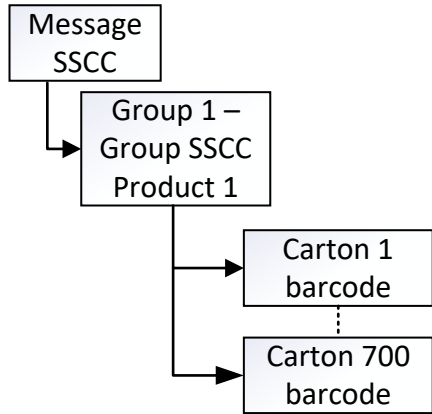 Message
SSCC
Group 1 –
Group SSCC
Product 1
Carton 1
barcode
Carton 700
barcode